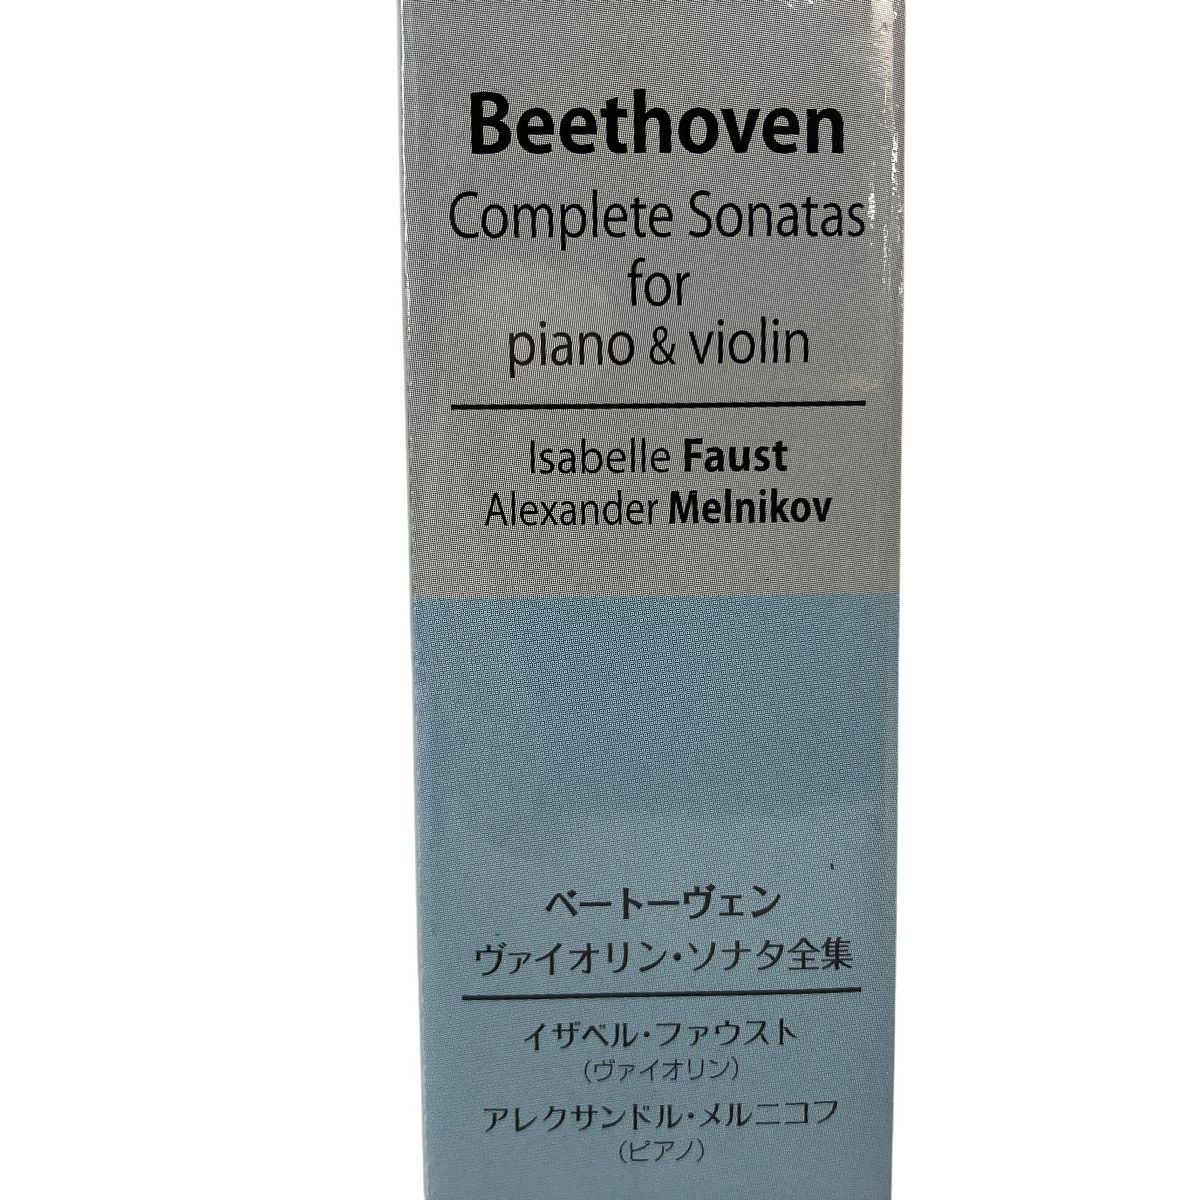 Beethoven
Complete Sonatas
for
piano & violin
Isabelle Faust
Alexander Melnikov
ベートーヴェン
ヴァイオリン・ソナタ全集
イザベル・ファウスト
（ヴァイオリン）
アレクサンドル・メルニコフ
（ピアノ）